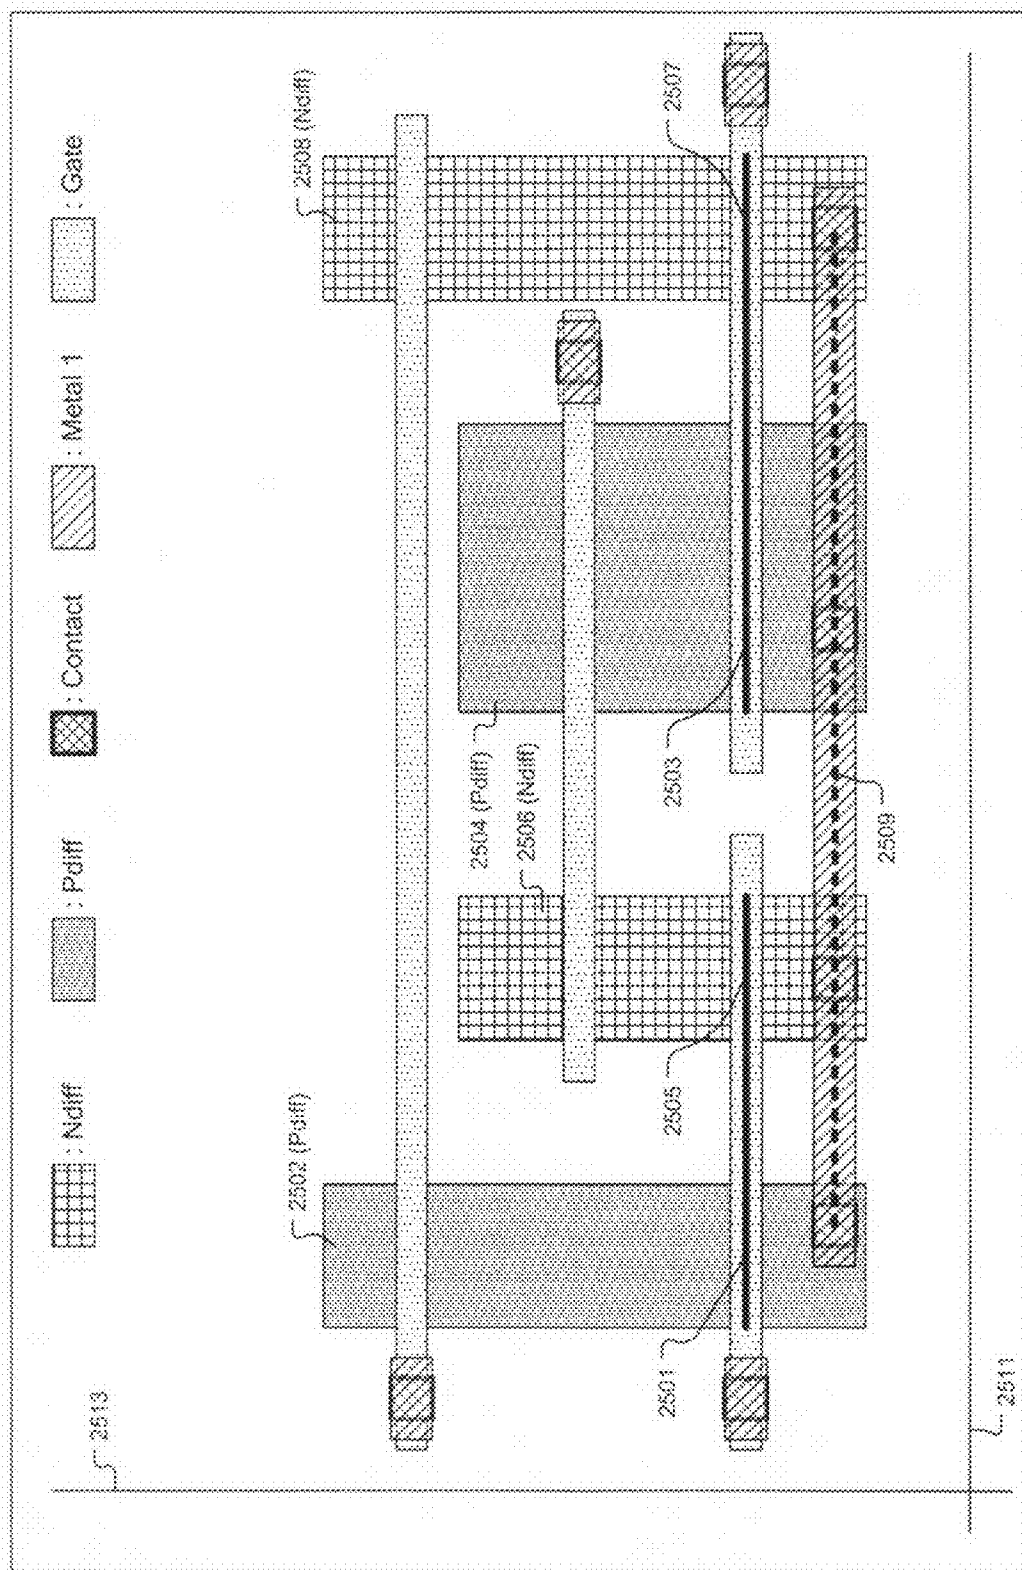 : Ndiff
: Pdiff
: Contact
: Metal 1
: Gate
2513
2502 (Pdiff)
2504 (Pdiff)
2506 (Ndiff)
2508 (Ndiff)
2501
2505
2503
2507
2509
2511